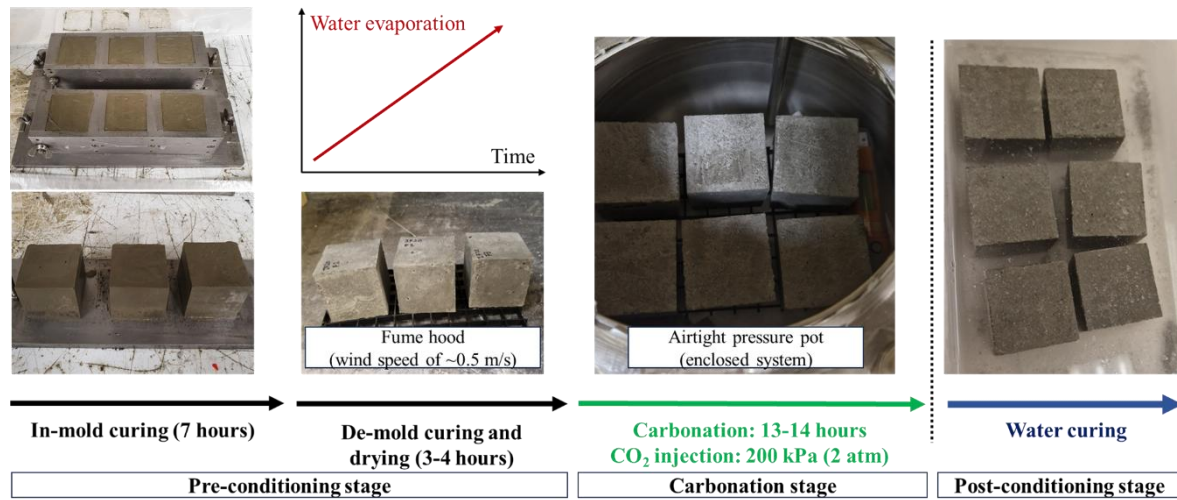 Water evaporation
Time
Fume hood
(wind speed of ~0.5 m/s)
Airtight pressure pot
(enclosed system)
In-mold curing (7 hours)
De-mold curing and
drying (3-4 hours)
Carbonation: 13-14 hours
CO₂ injection: 200 kPa (2 atm)
Water curing
Pre-conditioning stage
Carbonation stage
Post-conditioning stage